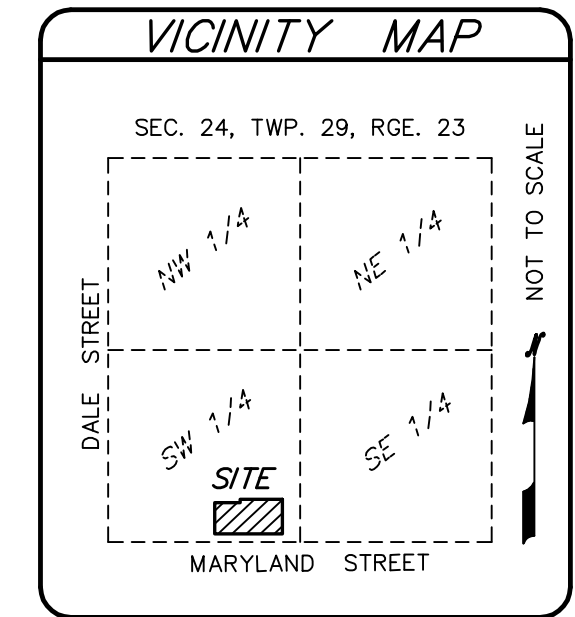 VICINITY MAP
SEC. 24, TWP. 29, RGE. 23
NOT TO SCALE
NW 1/4
NE 1/4
N
DALE STREET
SW 1/4
SE 1/4
SITE
MARYLAND STREET